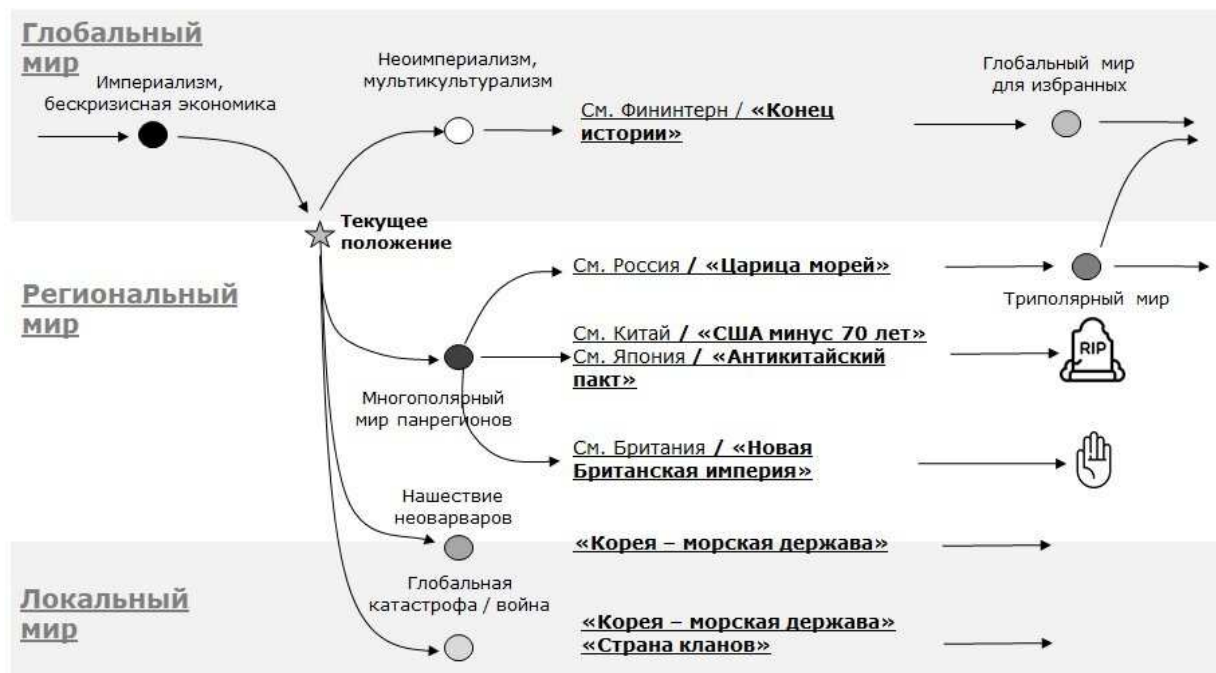 Глобальный
мир
Империализм,
бескризисная экономика
Неоимпериализм,
мультикультурализм
См. Фининтерн / «Конец
истории»
Глобальный мир
для избранных
Текущее
положение
Региональный
мир
См. Россия / «Царица морей»
Триполярный мир
См. Китай / «США минус 70 лет»
См. Япония / «Антикитайский
пакт»
RIP
Многополярный
мир панрегионов
См. Британия / «Новая
Британская империя»
Нашествие
неоварваров
«Корея – морская держава»
Локальный
мир
Глобальная
катастрофа / война
«Корея – морская держава»
«Страна кланов»